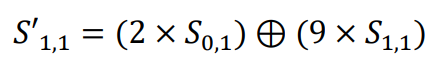 S'₁,₁ = (2 × S₀,₁) ⊕ (9 × S₁,₁)